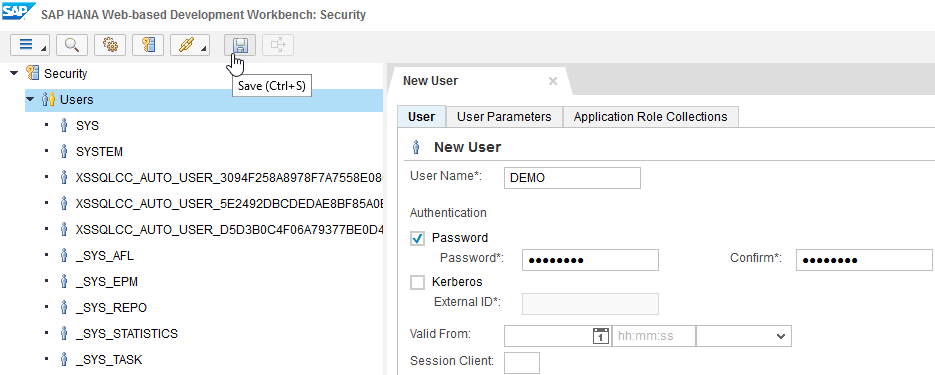 SAP SAP HANA Web-based Development Workbench: Security
Save (Ctrl+S)
Security
Users
SYS
SYSTEM
XSSQLCC_AUTO_USER_3094F258A8978F7A7558E08
XSSQLCC_AUTO_USER_5E2492DBCDEDAE8BF85A0E
XSSQLCC_AUTO_USER_D5D3B0C4F06A79377BE0D4
_SYS_AFL
_SYS_EPM
_SYS_REPO
_SYS_STATISTICS
_SYS_TASK
New User
User User Parameters Application Role Collections
New User
User Name*: DEMO
Authentication
Password
Password*: ●●●●●●●● Confirm*: ●●●●●●●●
Kerberos
External ID*:
Valid From: 1 hh:mm:ss
Session Client: